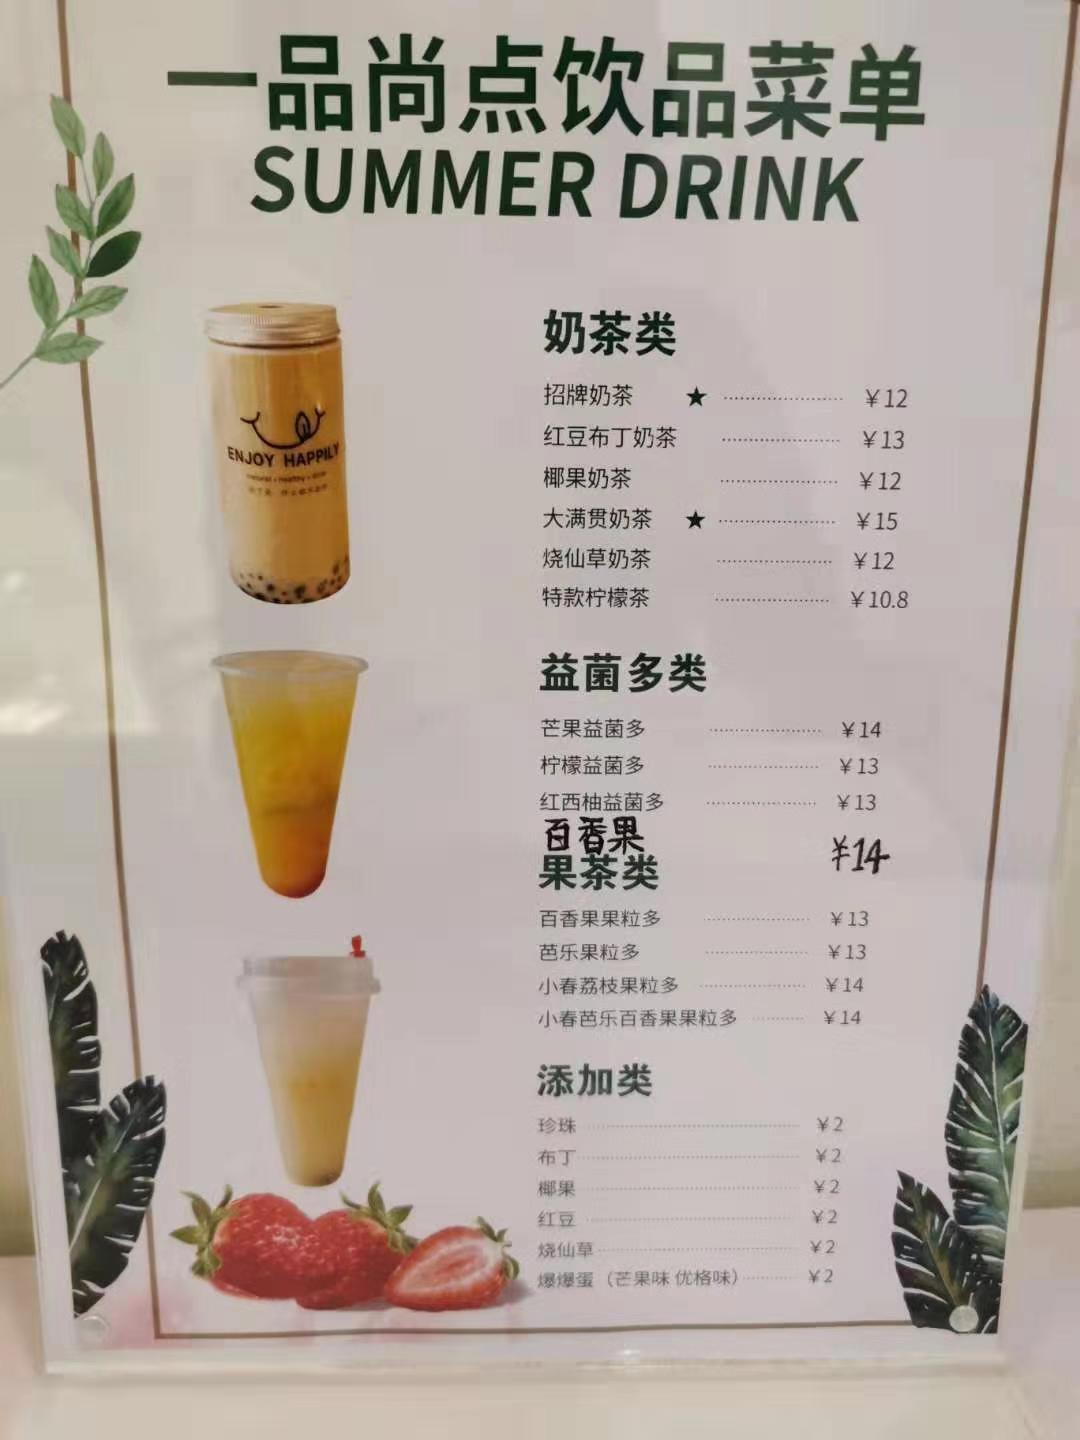 一品尚点饮品菜单
SUMMER DRINK
ENJOY HAPPILY
natural • healthy • drink
奶茶类
招牌奶茶 ★ ¥12
红豆布丁奶茶 ¥13
椰果奶茶 ¥12
大满贯奶茶 ★ ¥15
烧仙草奶茶 ¥12
特款柠檬茶 ¥10.8
益菌多类
芒果益菌多 ¥14
柠檬益菌多 ¥13
红西柚益菌多 ¥13
百香果 ¥14
果茶类
百香果果粒多 ¥13
芭乐果粒多 ¥13
小春荔枝果粒多 ¥14
小春芭乐百香果果粒多 ¥14
添加类
珍珠 ¥2
布丁 ¥2
椰果 ¥2
红豆 ¥2
烧仙草 ¥2
爆爆蛋（芒果味 优格味） ¥2